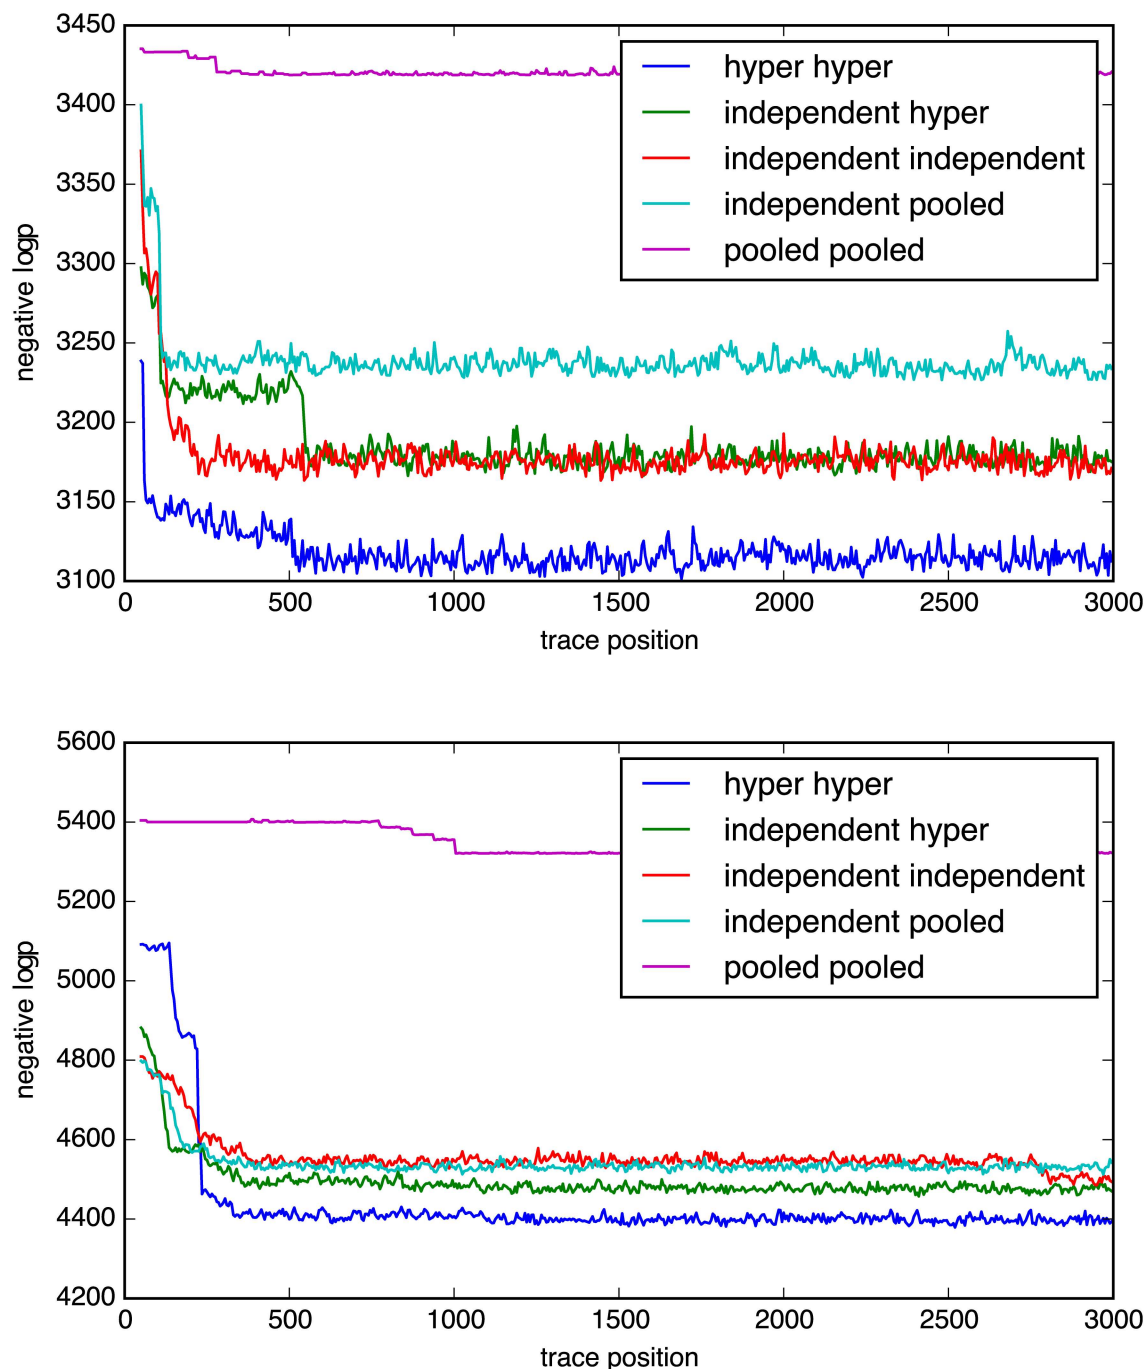 3450
3400
3350
3300
3250
3200
3150
3100
negative logp
hyper hyper
independent hyper
independent independent
independent pooled
pooled pooled
0 500 1000 1500 2000 2500 3000
trace position
5600
5400
5200
5000
4800
4600
4400
4200
negative logp
hyper hyper
independent hyper
independent independent
independent pooled
pooled pooled
0 500 1000 1500 2000 2500 3000
trace position